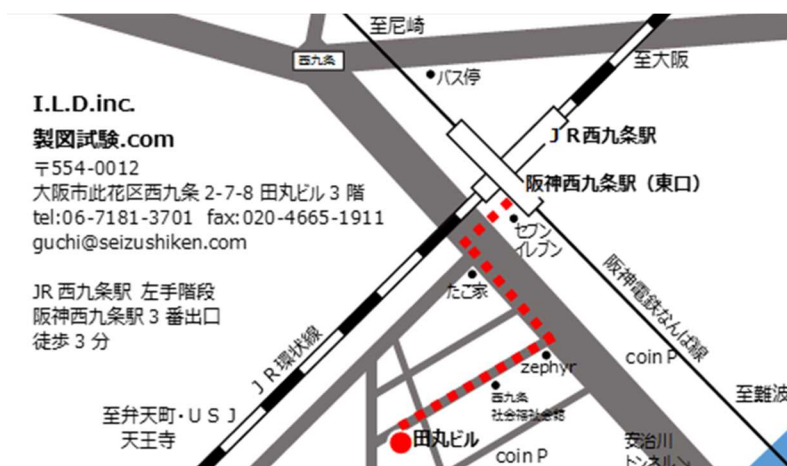 至尼崎
西九条
バス停
至大阪
I.L.D.inc.
製図試験.com
〒554-0012
大阪市此花区西九条 2-7-8 田丸ビル 3 階
tel:06-7181-3701 fax:020-4665-1911
guchi@seizushiken.com
JR 西九条駅 左手階段
阪神西九条駅 3 番出口
徒歩 3 分
JR西九条駅
阪神西九条駅（東口）
セブン
イレブン
たこ家
阪神電鉄なんば線
JR環状線
zephyr
coin P
西九条
社会福祉会館
至難波
至弁天町・USJ
天王寺
田丸ビル
coin P
安治川
トンネル